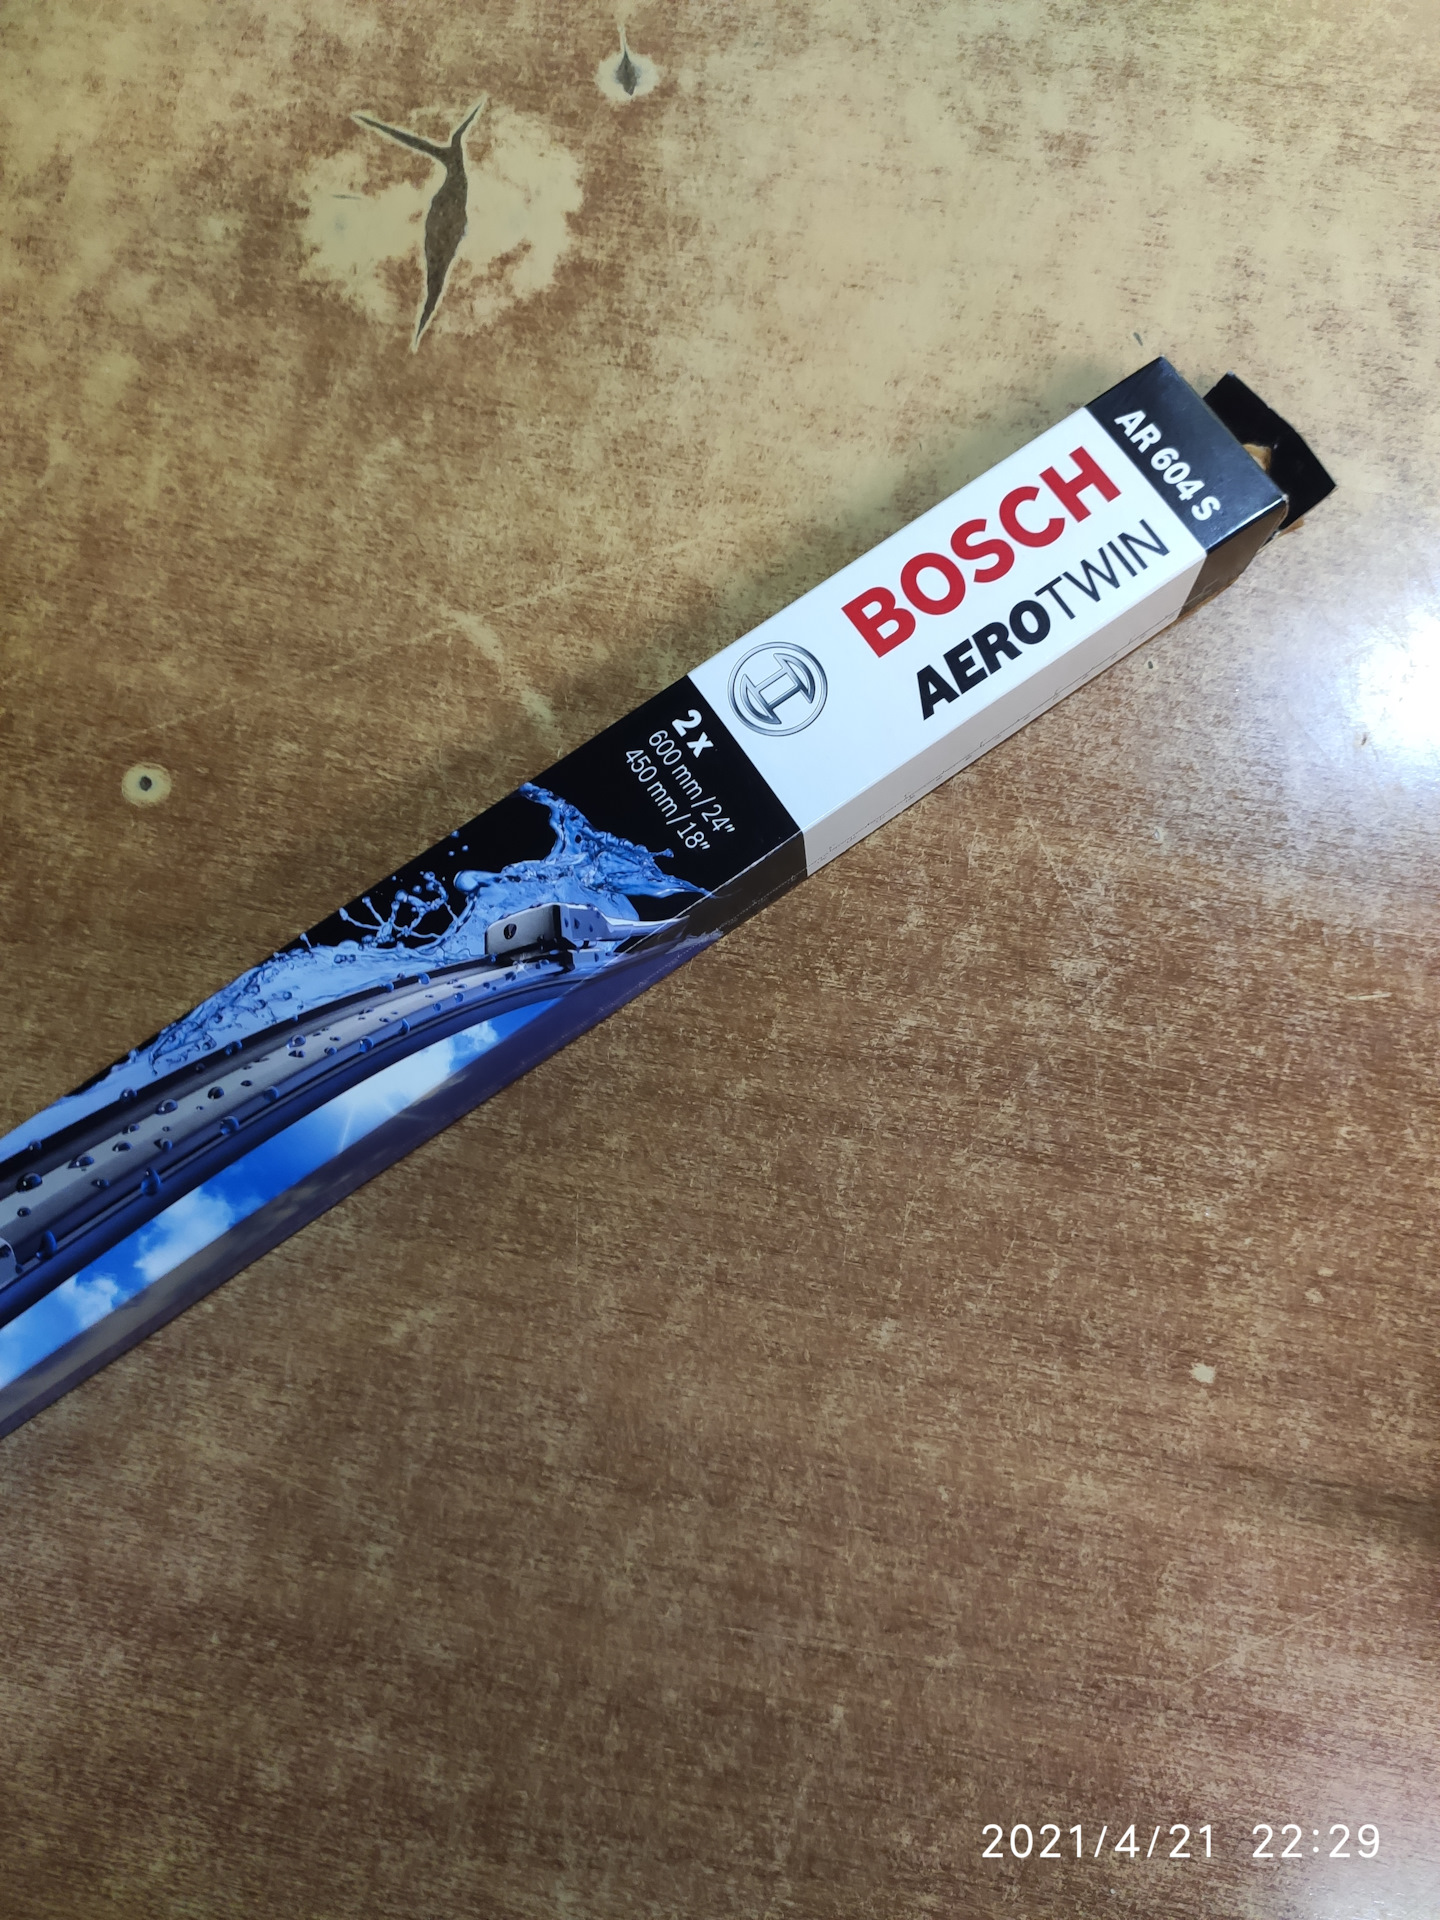 AR 604 S
BOSCH
AEROTWIN
2 x
600 mm/24"
450 mm/18"
2021/4/21 22:29